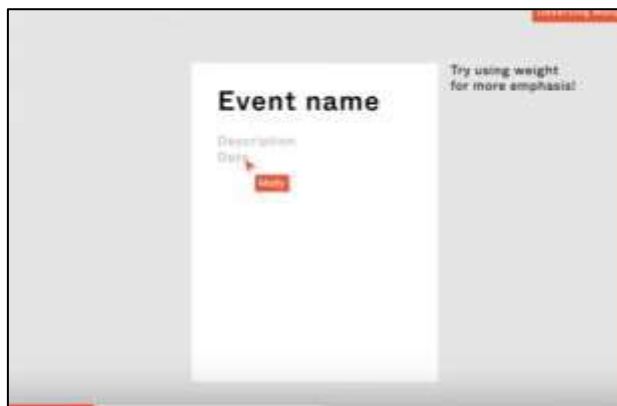 Try using weight
for more emphasis!
Event name
Description
Date